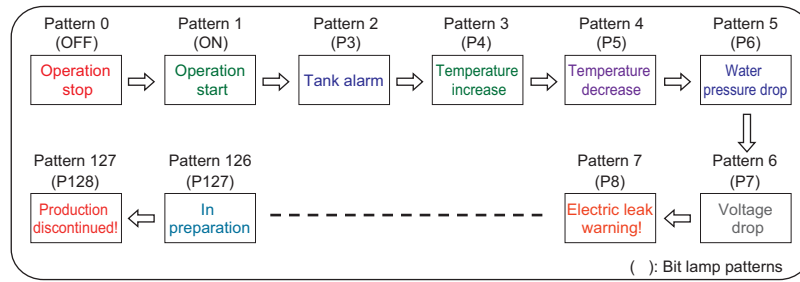 Pattern 0 Pattern 1 Pattern 2 Pattern 3 Pattern 4 Pattern 5
(OFF) (ON) (P3) (P4) (P5) (P6)
Operation stop
Operation start
Tank alarm
Temperature increase
Temperature decrease
Water pressure drop
Pattern 127 Pattern 126 Pattern 7 Pattern 6
(P128) (P127) (P8) (P7)
Production discontinued!
In preparation
Electric leak warning!
Voltage drop
( ): Bit lamp patterns